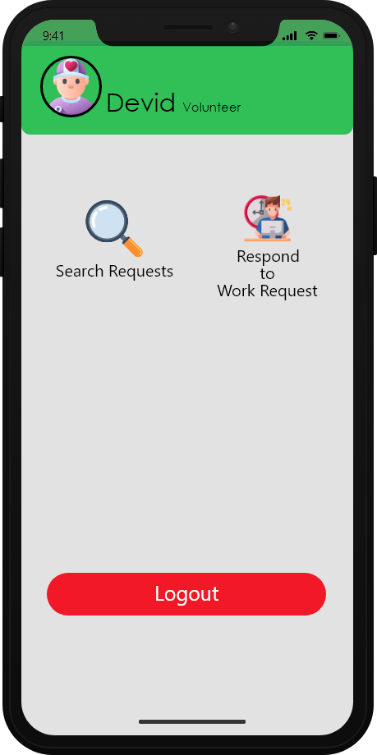 9:41
Devid Volunteer
Search Requests
Respond
to
Work Request
Logout